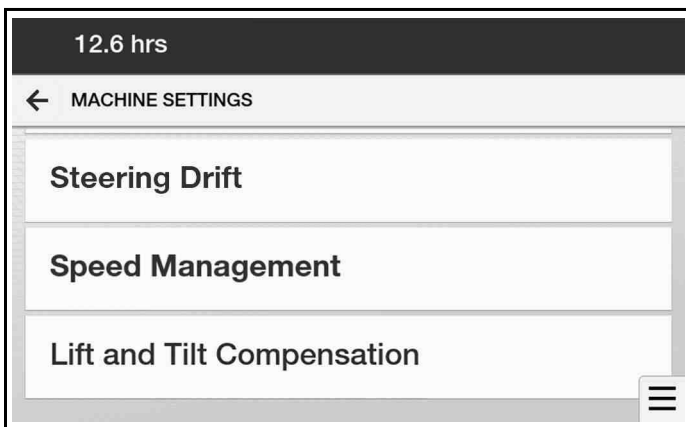 12.6 hrs
MACHINE SETTINGS
Steering Drift
Speed Management
Lift and Tilt Compensation